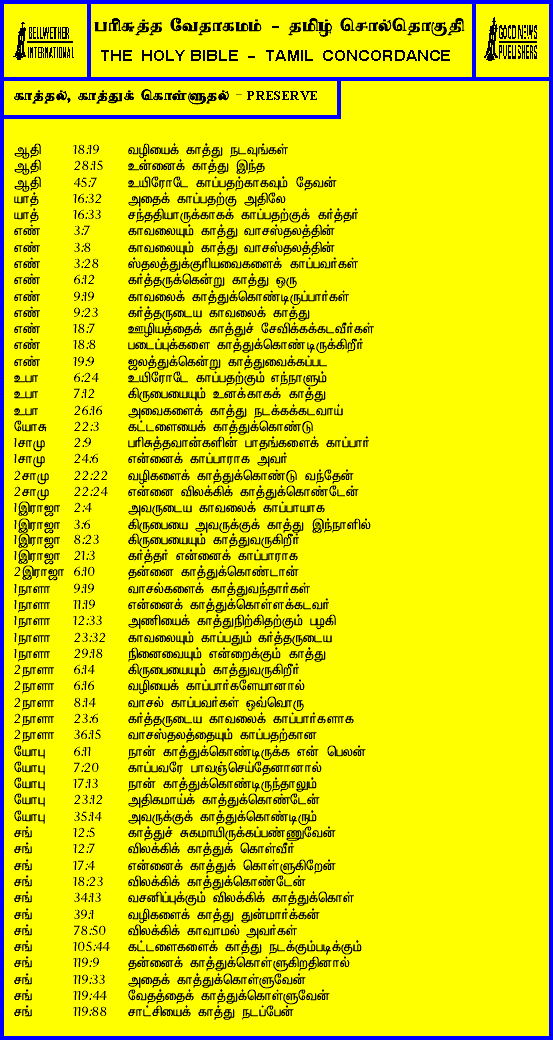 BELLWETHER
INTERNATIONAL
பரிசுத்த வேதாகமம் - தமிழ் சொல்தொகுதி
THE HOLY BIBLE - TAMIL CONCORDANCE
GOOD NEWS
PUBLISHERS
காத்தல், காத்துக் கொள்ளுதல் - PRESERVE
ஆதி 18:19 வழியைக் காத்து நடவுங்கள்
ஆதி 28:15 உன்னைக் காத்து இந்த
ஆதி 45:7 உயிரோடே காப்பதற்காகவும் தேவன்
யாத் 16:32 அதைக் காப்பதற்கு அதிலே
யாத் 16:33 சந்ததியாருக்காகக் காப்பதற்குக் கர்த்தர்
எண் 3:7 காவலையும் காத்து வாசஸ்தலத்தின்
எண் 3:8 காவலையும் காத்து வாசஸ்தலத்தின்
எண் 3:28 ஸ்தலத்துக்குரியவைகளைக் காப்பவர்கள்
எண் 6:12 கர்த்தருக்கென்று காத்து ஒரு
எண் 9:19 காவலைக் காத்துக்கொண்டிருப்பார்கள்
எண் 9:23 கர்த்தருடைய காவலைக் காத்து
எண் 18:7 ஊழியத்தைக் காத்துச் சேவிக்கக்கடவீர்கள்
எண் 18:8 படைப்புக்களை காத்துக்கொண்டிருக்கிறீர்
எண் 19:9 ஜலத்துக்கென்று காத்துவைக்கப்பட
உபா 6:24 உயிரோடே காப்பதற்கும் எந்நாளும்
உபா 7:12 கிருபையையும் உனக்காகக் காத்து
உபா 26:16 அவைகளைக் காத்து நடக்கக்கடவாய்
யோசு 22:3 கட்டளையைக் காத்துக்கொண்டு
1சாமு 2:9 பரிசுத்தவான்களின் பாதங்களைக் காப்பார்
1சாமு 24:6 என்னைக் காப்பாராக அவர்
2சாமு 22:22 வழிகளைக் காத்துக்கொண்டு வந்தேன்
2சாமு 22:24 என்னை விலக்கிக் காத்துக்கொண்டேன்
1இராஜா 2:4 அவருடைய காவலைக் காப்பாயாக
1இராஜா 3:6 கிருபையை அவருக்குக் காத்து இந்நாளில்
1இராஜா 8:23 கிருபையையும் காத்துவருகிறீர்
1இராஜா 21:3 கர்த்தர் என்னைக் காப்பாராக
2இராஜா 6:10 தன்னை காத்துக்கொண்டான்
1நாளா 9:19 வாசல்களைக் காத்துவந்தார்கள்
1நாளா 11:19 என்னைக் காத்துக்கொள்ளக்கடவர்
1நாளா 12:33 அணியைக் காத்துநிற்கிதற்கும் பழகி
1நாளா 23:32 காவலையும் காப்பதும் கர்த்தருடைய
1நாளா 29:18 நினைவையும் என்றைக்கும் காத்து
2நாளா 6:14 கிருபையையும் காத்துவருகிறீர்
2நாளா 6:16 வழியைக் காப்பார்களேயானால்
2நாளா 8:14 வாசல் காப்பவர்கள் ஒவ்வொரு
2நாளா 23:6 கர்த்தருடைய காவலைக் காப்பார்களாக
2நாளா 36:15 வாசஸ்தலத்தையும் காப்பதற்கான
யோபு 6:11 நான் காத்துக்கொண்டிருக்க என் பெலன்
யோபு 7:20 காப்பவரே பாவஞ்செய்தேனானால்
யோபு 17:13 நான் காத்துக்கொண்டிருந்தாலும்
யோபு 23:12 அதிகமாய்க் காத்துக்கொண்டேன்
யோபு 35:14 அவருக்குக் காத்துக்கொண்டிரும்
சங் 12:5 காத்துச் சுகமாயிருக்கப்பண்ணுவேன்
சங் 12:7 விலக்கிக் காத்துக் கொள்வீர்
சங் 17:4 என்னைக் காத்துக் கொள்ளுகிறேன்
சங் 18:23 விலக்கிக் காத்துக்கொண்டேன்
சங் 34:13 வசனிப்புக்கும் விலக்கிக் காத்துக்கொள்
சங் 39:1 வழிகளைக் காத்து துன்மார்க்கன்
சங் 78:50 விலக்கிக் காவாமல் அவர்கள்
சங் 105:44 கட்டளைகளைக் காத்து நடக்கும்படிக்கும்
சங் 119:9 தன்னைக் காத்துக்கொள்ளுகிறதினால்
சங் 119:33 அதைக் காத்துக்கொள்ளுவேன்
சங் 119:44 வேதத்தைக் காத்துக்கொள்ளுவேன்
சங் 119:88 சாட்சியைக் காத்து நடப்பேன்